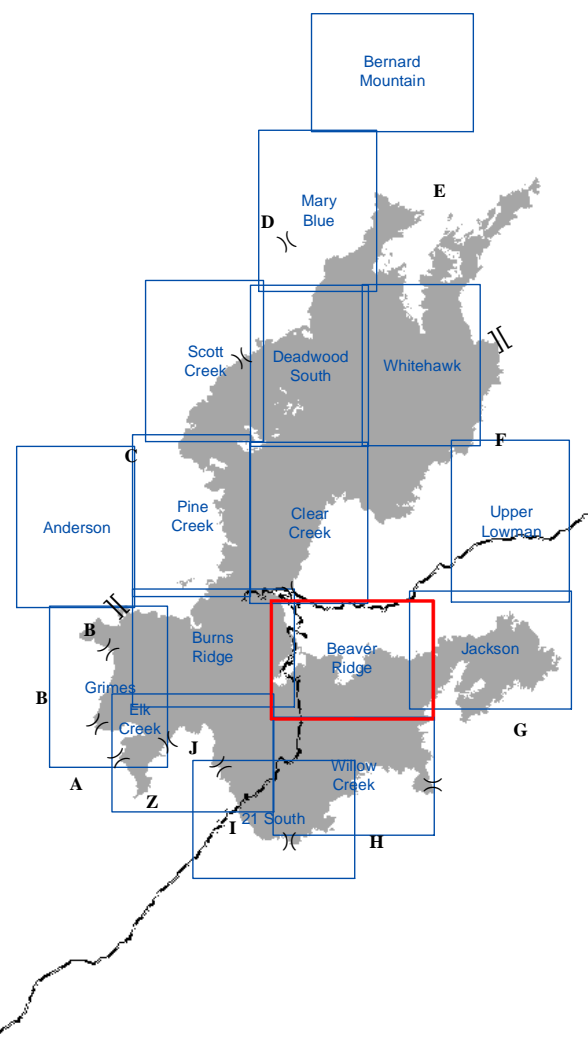 Bernard
Mountain
E
Mary
Blue
D
Scott
Creek
Deadwood
South
Whitehawk
F
C
Pine
Creek
Anderson
Clear
Creek
Upper
Lowman
B
Burns
Ridge
Beaver
Ridge
Jackson
B
Grimes
Elk
Creek
G
J
A
Z
Willow
Creek
I
21 South
H